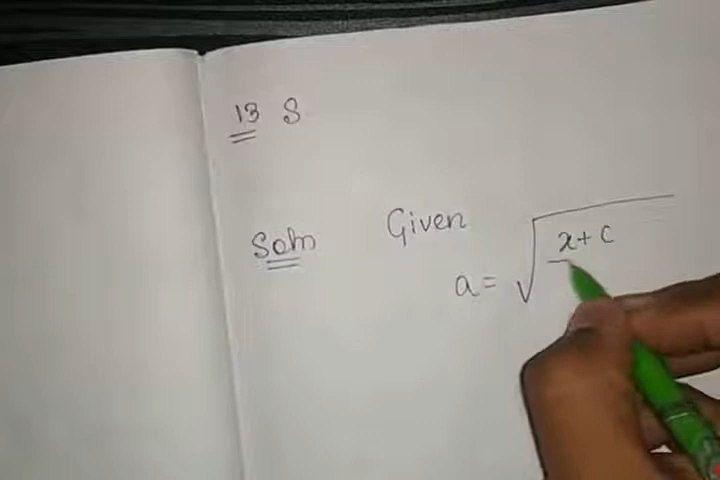 13 S.
Soln Given
a = √x+c